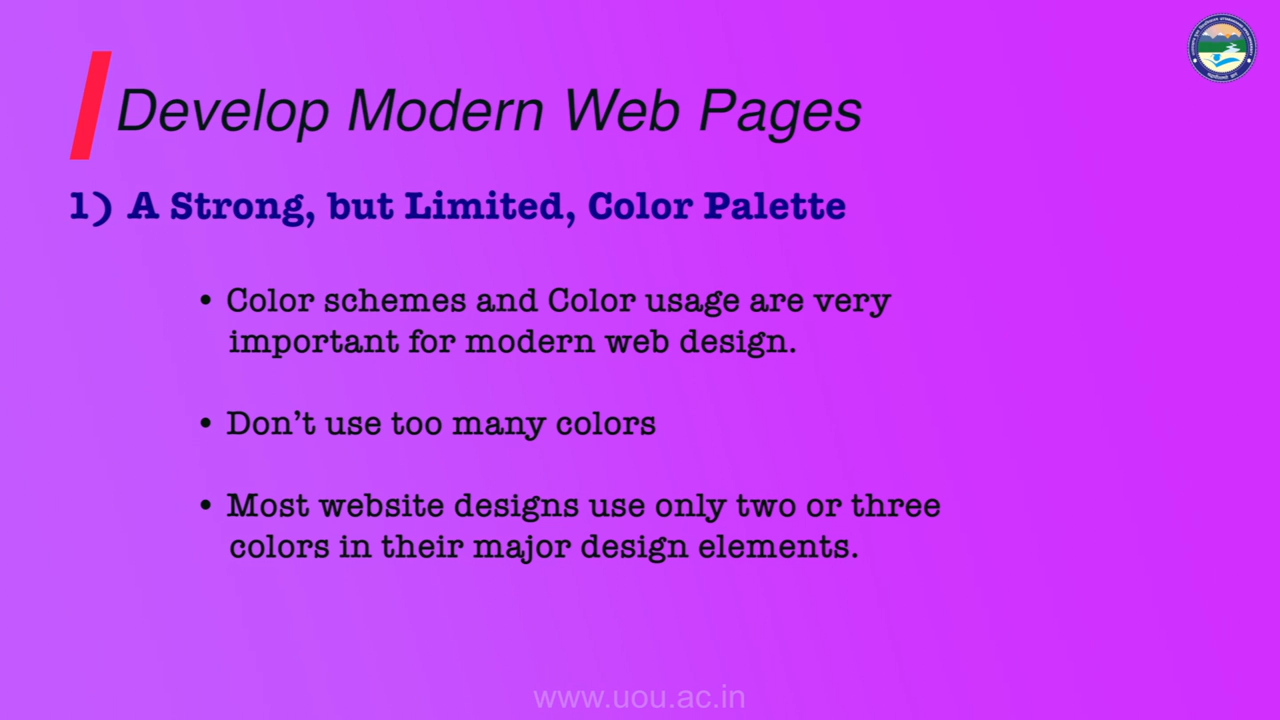 Develop Modern Web Pages
1) A Strong, but Limited, Color Palette
• Color schemes and Color usage are very
important for modern web design.
• Don’t use too many colors
• Most website designs use only two or three
colors in their major design elements.
www.uou.ac.in